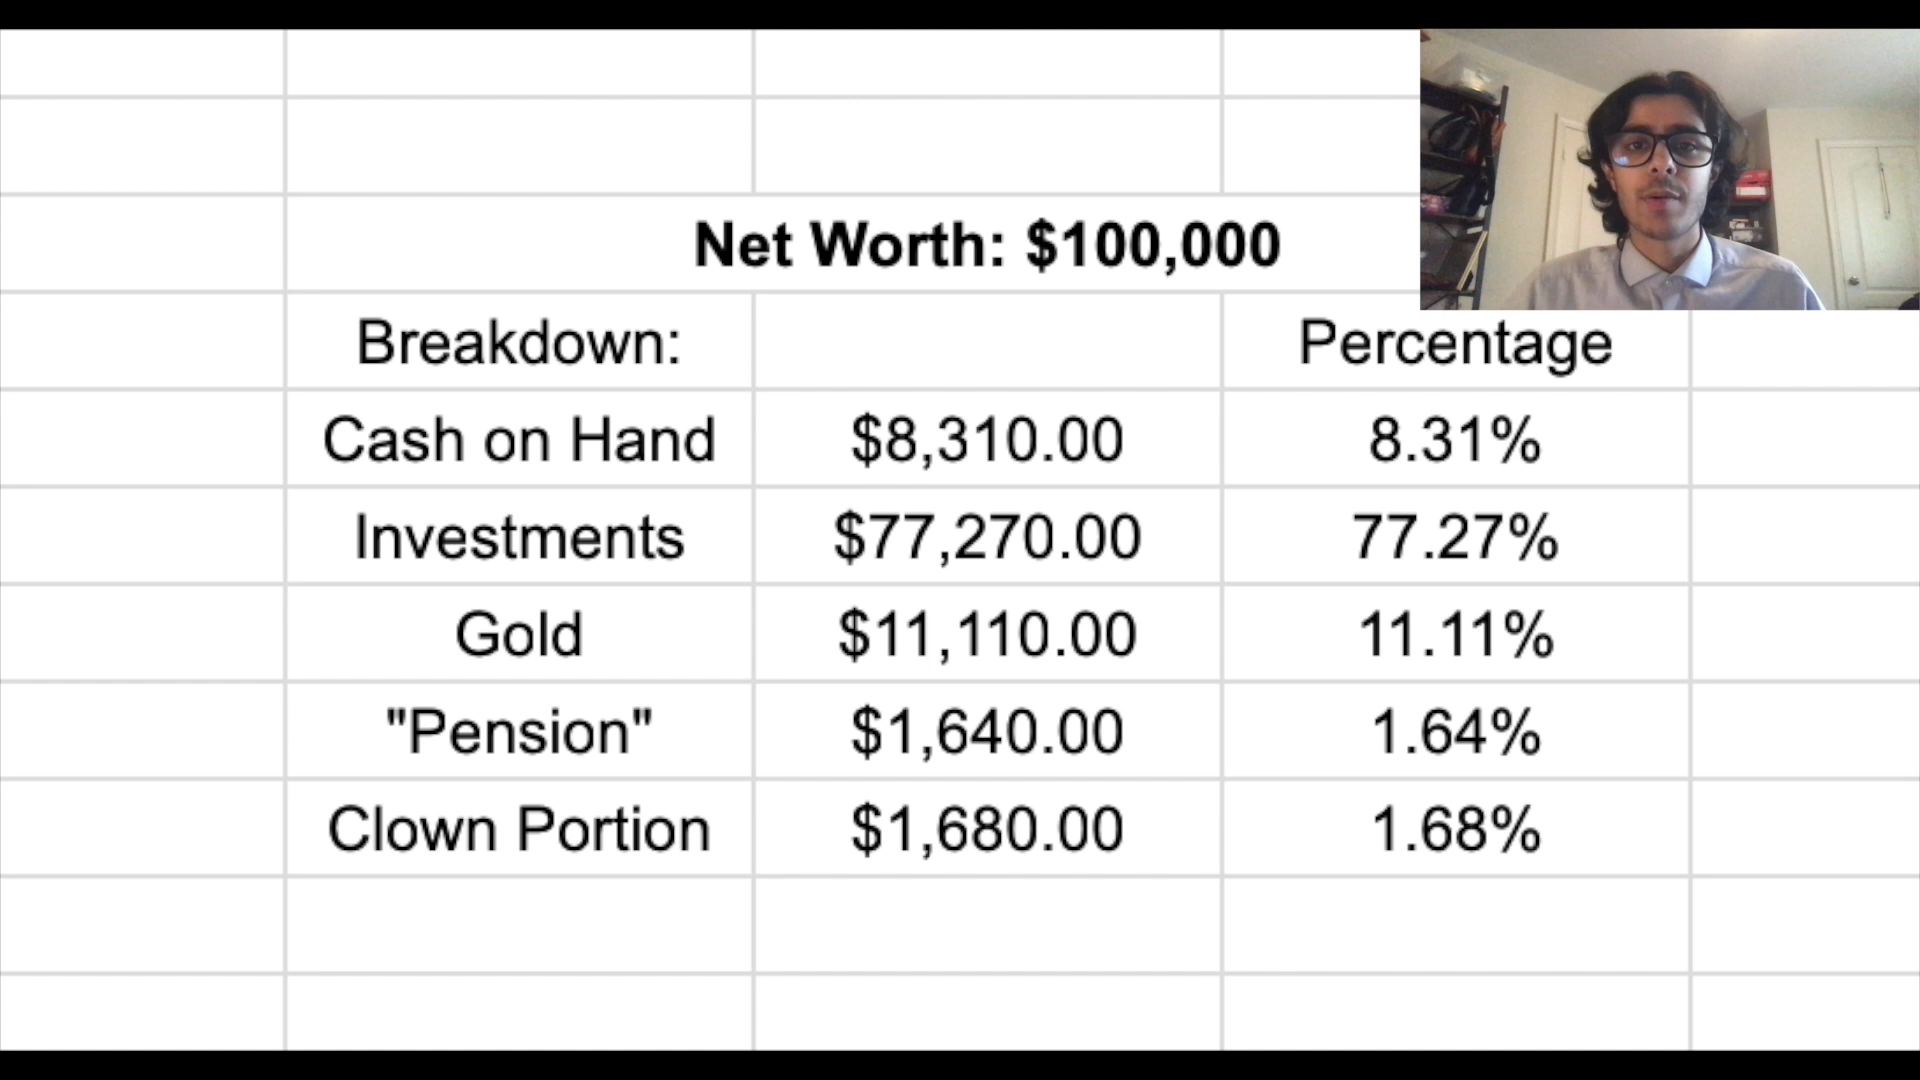 Net Worth: $100,000
Breakdown: Percentage
Cash on Hand $8,310.00 8.31%
Investments $77,270.00 77.27%
Gold $11,110.00 11.11%
"Pension" $1,640.00 1.64%
Clown Portion $1,680.00 1.68%